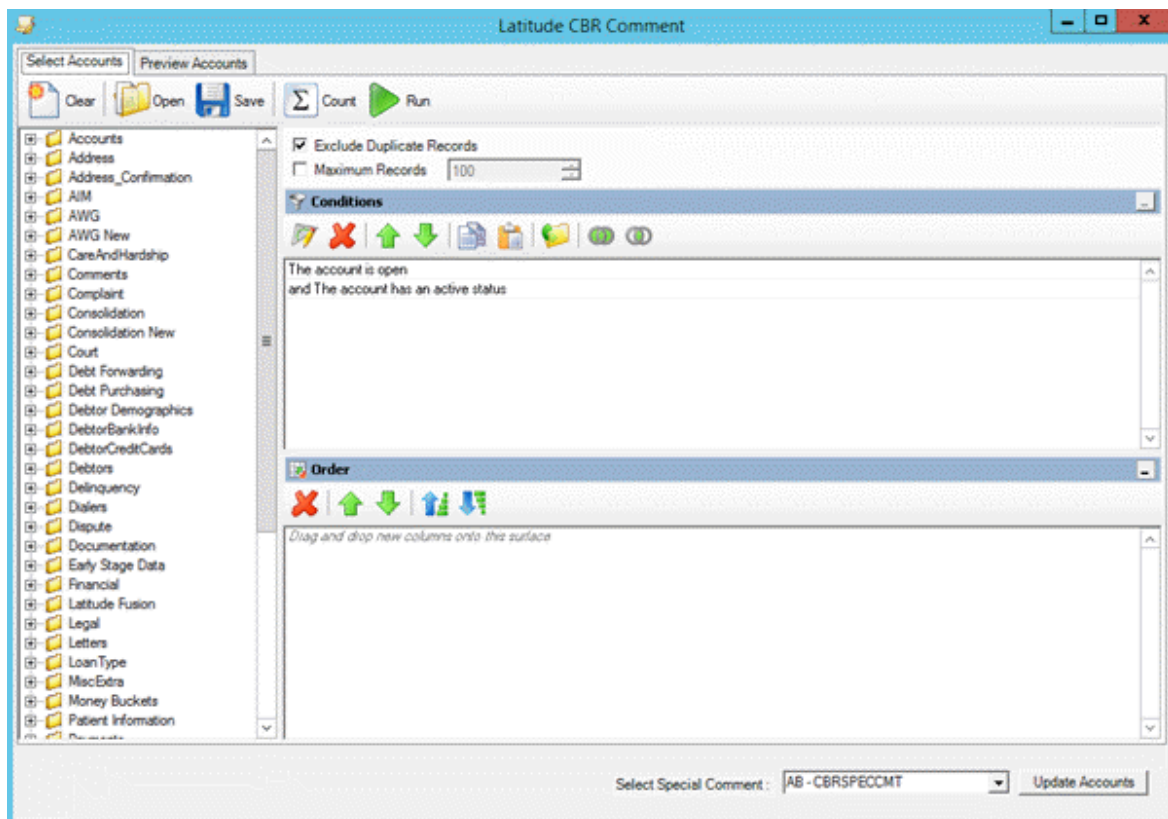 Latitude CBR Comment
Select Accounts Preview Accounts
Clear Open Save Σ Count Run
Accounts
Address
Address_Confirmation
AIM
AWG
AWG New
CareAndHardship
Comments
Complaint
Consolidation
Consolidation New
Court
Debt Forwarding
Debt Purchasing
Debtor Demographics
DebtorBankInfo
DebtorCreditCards
Debtors
Delinquency
Dialers
Dispute
Documentation
Early Stage Data
Financial
Latitude Fusion
Legal
Letters
LoanType
MiscExtra
Money Buckets
Patient Information
Exclude Duplicate Records
Maximum Records 100
Conditions
The account is open
and The account has an active status
Order
Drag and drop new columns onto this surface
Select Special Comment : AB - CBRSPECCMT Update Accounts